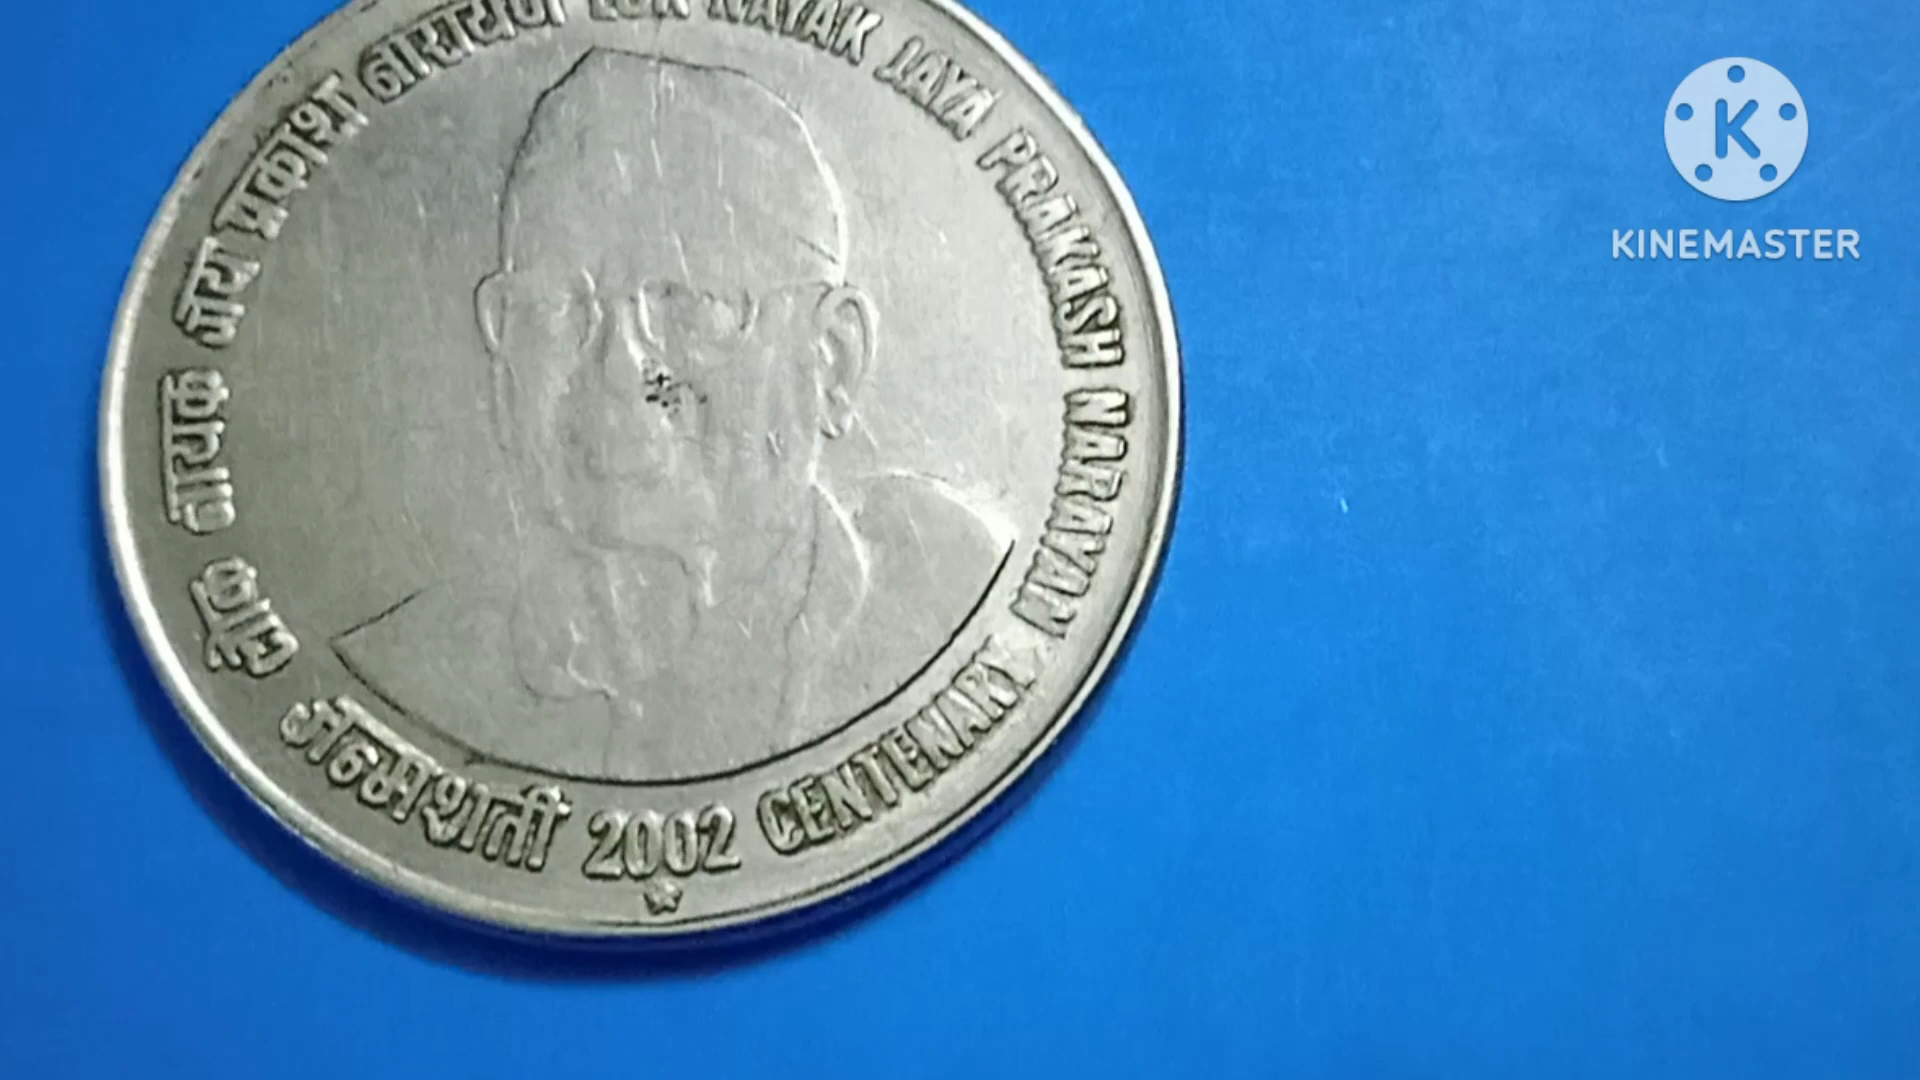 लोक नायक जय प्रकाश नारायण
LOK NAYAK JAYA PRAKASH NARAYAN
जन्मशती 2002 CENTENARY
K
KINEMASTER